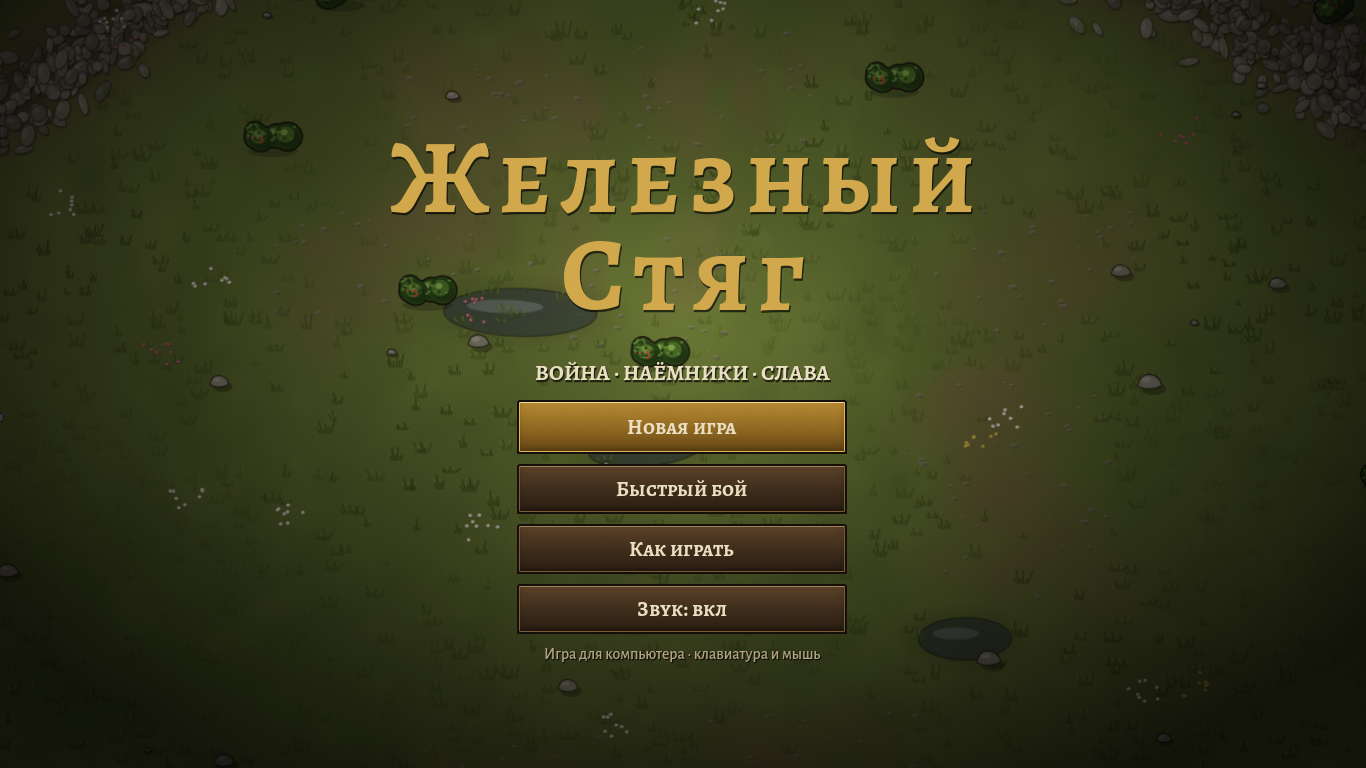 Железный
Стяг
ВОЙНА · НАЁМНИКИ · СЛАВА
Новая игра
Быстрый бой
Как играть
Звук: вкл
Игра для компьютера · клавиатура и мышь